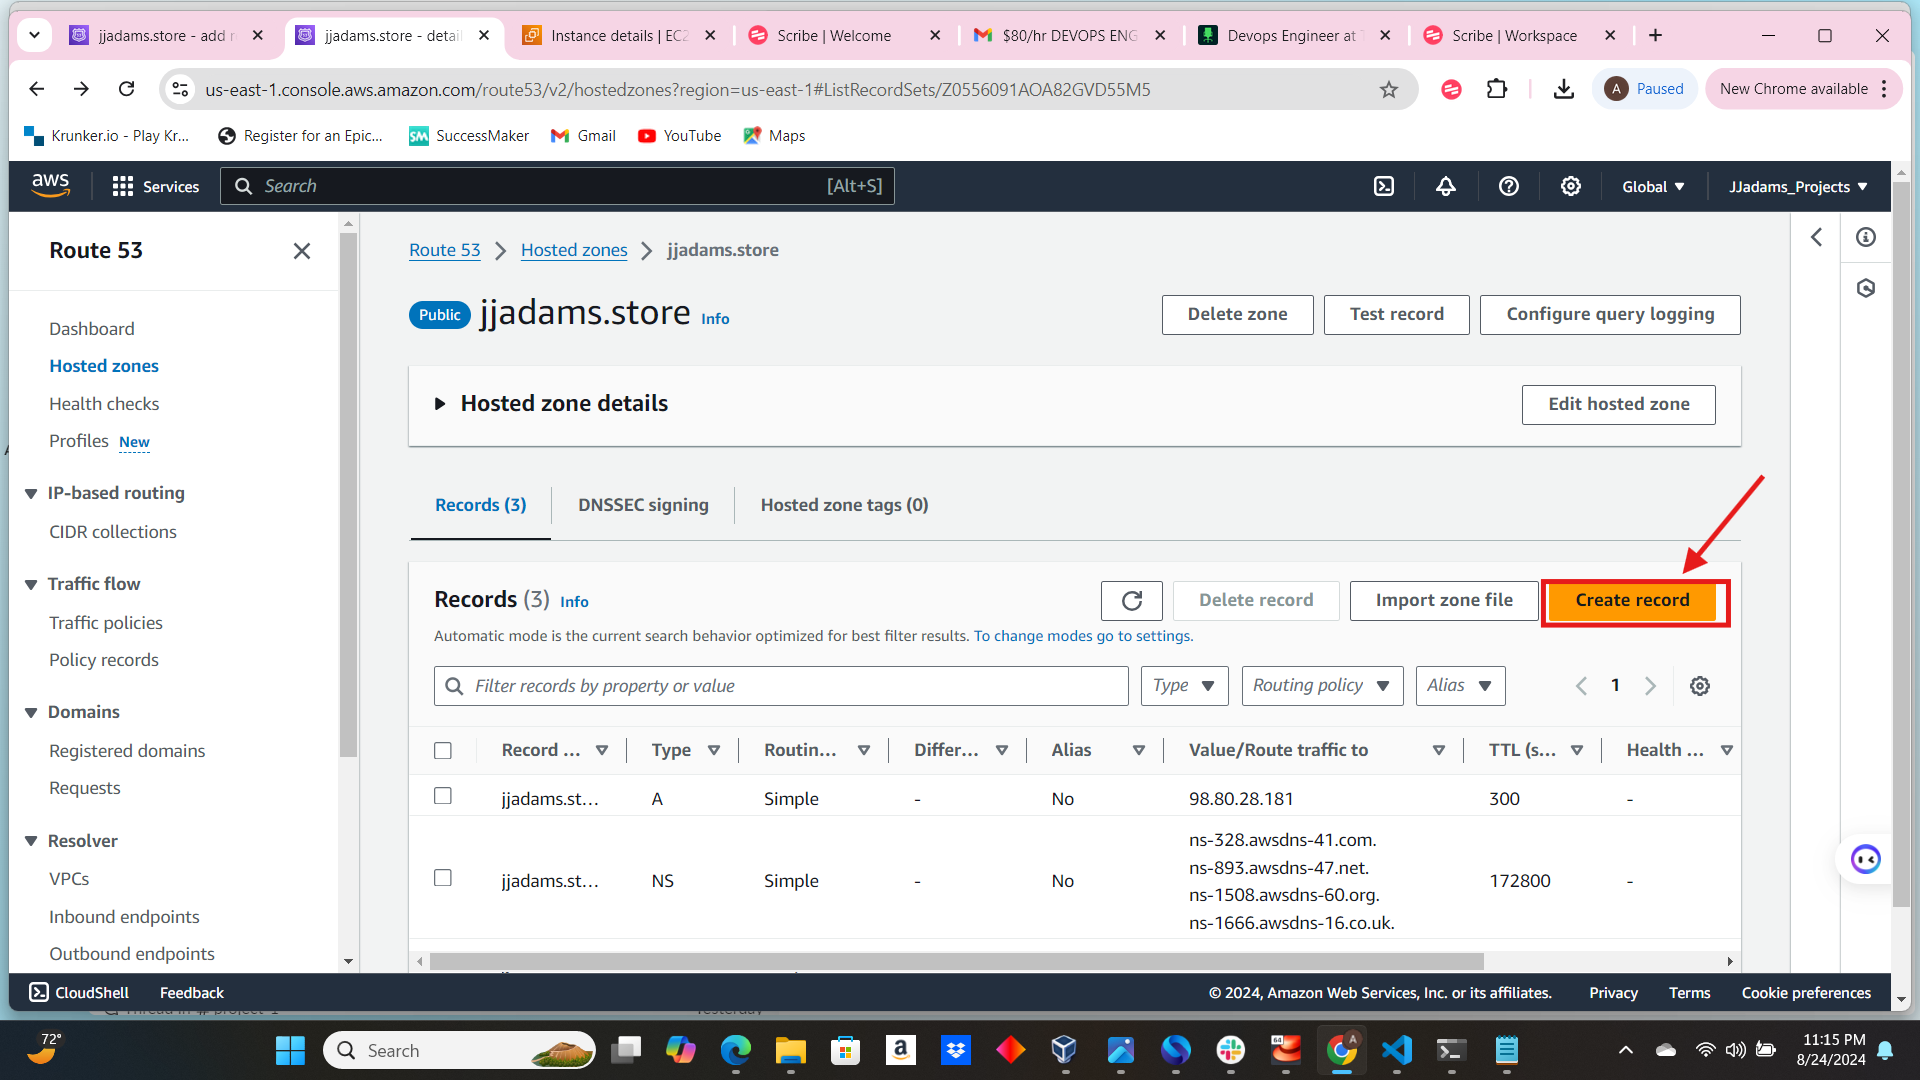 jjadams.store - add r
jjadams.store - detail
Instance details | EC2
Scribe | Welcome
$80/hr DEVOPS ENG
Devops Engineer at T
Scribe | Workspace
us-east-1.console.aws.amazon.com/route53/v2/hostedzones?region=us-east-1#ListRecordSets/Z0556091AOA82GVD55M5
A Paused
New Chrome available
Krunker.io - Play Kr...
Register for an Epic...
SM SuccessMaker
Gmail
YouTube
Maps
aws
Services
Search
[Alt+S]
Global
JJadams_Projects
Route 53
Dashboard
Hosted zones
Health checks
Profiles New
IP-based routing
CIDR collections
Traffic flow
Traffic policies
Policy records
Domains
Registered domains
Requests
Resolver
VPCs
Inbound endpoints
Outbound endpoints
Route 53
Hosted zones
jjadams.store
Public jjadams.store Info
Delete zone
Test record
Configure query logging
Hosted zone details
Edit hosted zone
Records (3)
DNSSEC signing
Hosted zone tags (0)
Records (3) Info
Delete record
Import zone file
Create record
Automatic mode is the current search behavior optimized for best filter results. To change modes go to settings.
Filter records by property or value
Type
Routing policy
Alias
1
Record ... Type Routin... Differ... Alias Value/Route traffic to TTL (s... Health ...
jjadams.st... A Simple - No 98.80.28.181 300 -
ns-328.awsdns-41.com.
ns-893.awsdns-47.net.
jjadams.st... NS Simple - No 172800 -
ns-1508.awsdns-60.org.
ns-1666.awsdns-16.co.uk.
CloudShell
Feedback
© 2024, Amazon Web Services, Inc. or its affiliates.
Privacy
Terms
Cookie preferences
72°
Search
11:15 PM
8/24/2024